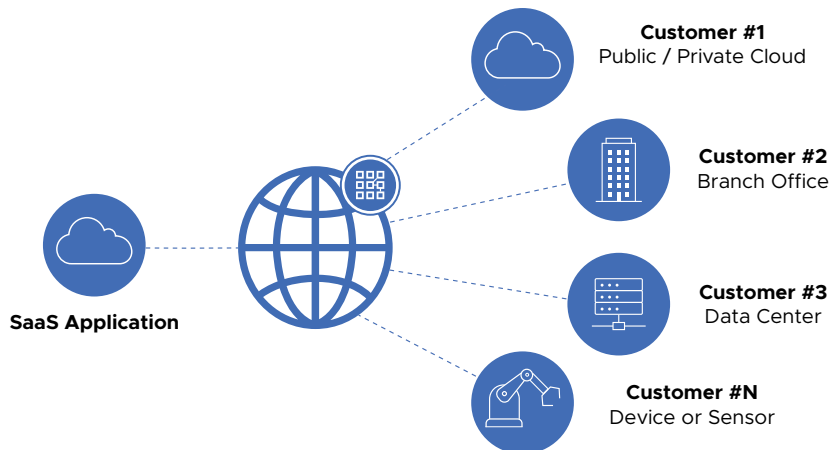 Customer #1
Public / Private Cloud
Customer #2
Branch Office
SaaS Application
Customer #3
Data Center
Customer #N
Device or Sensor